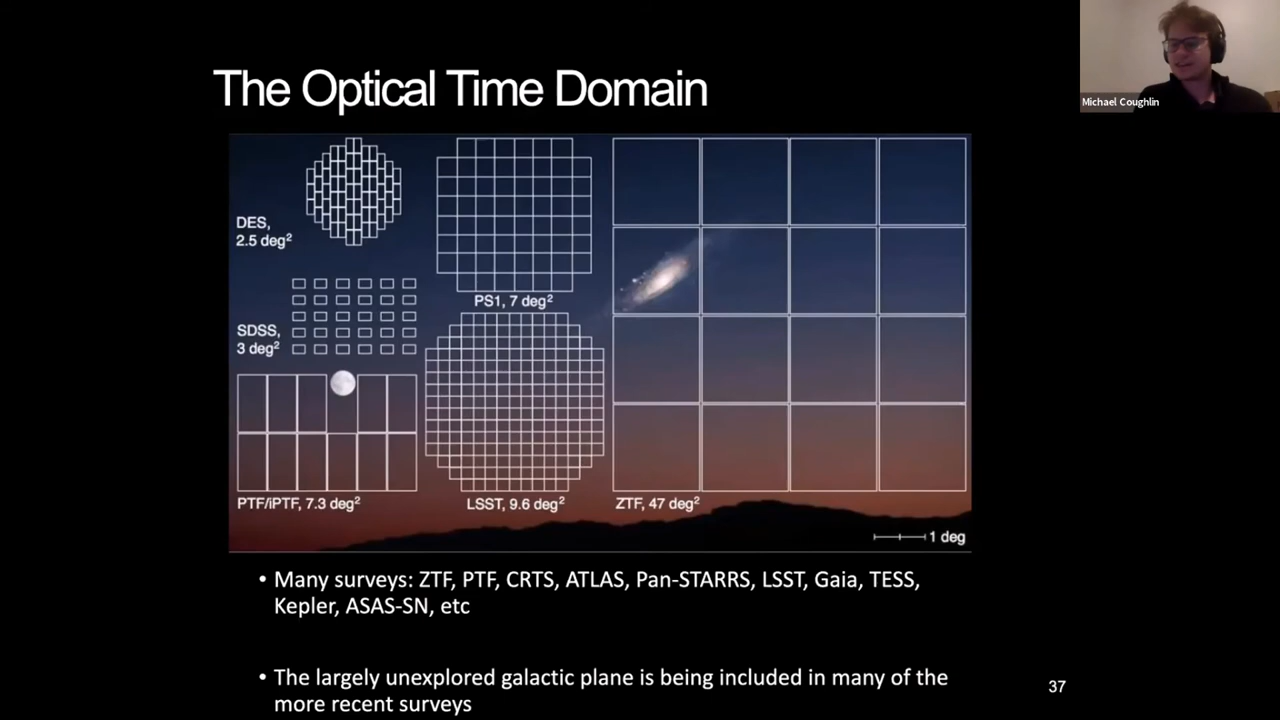 The Optical Time Domain
Michael Coughlin
DES,
2.5 deg²
SDSS,
3 deg²
PTF/iPTF, 7.3 deg²
PS1, 7 deg²
LSST, 9.6 deg²
ZTF, 47 deg²
1 deg
• Many surveys: ZTF, PTF, CRTS, ATLAS, Pan-STARRS, LSST, Gaia, TESS,
Kepler, ASAS-SN, etc
• The largely unexplored galactic plane is being included in many of the
more recent surveys
37